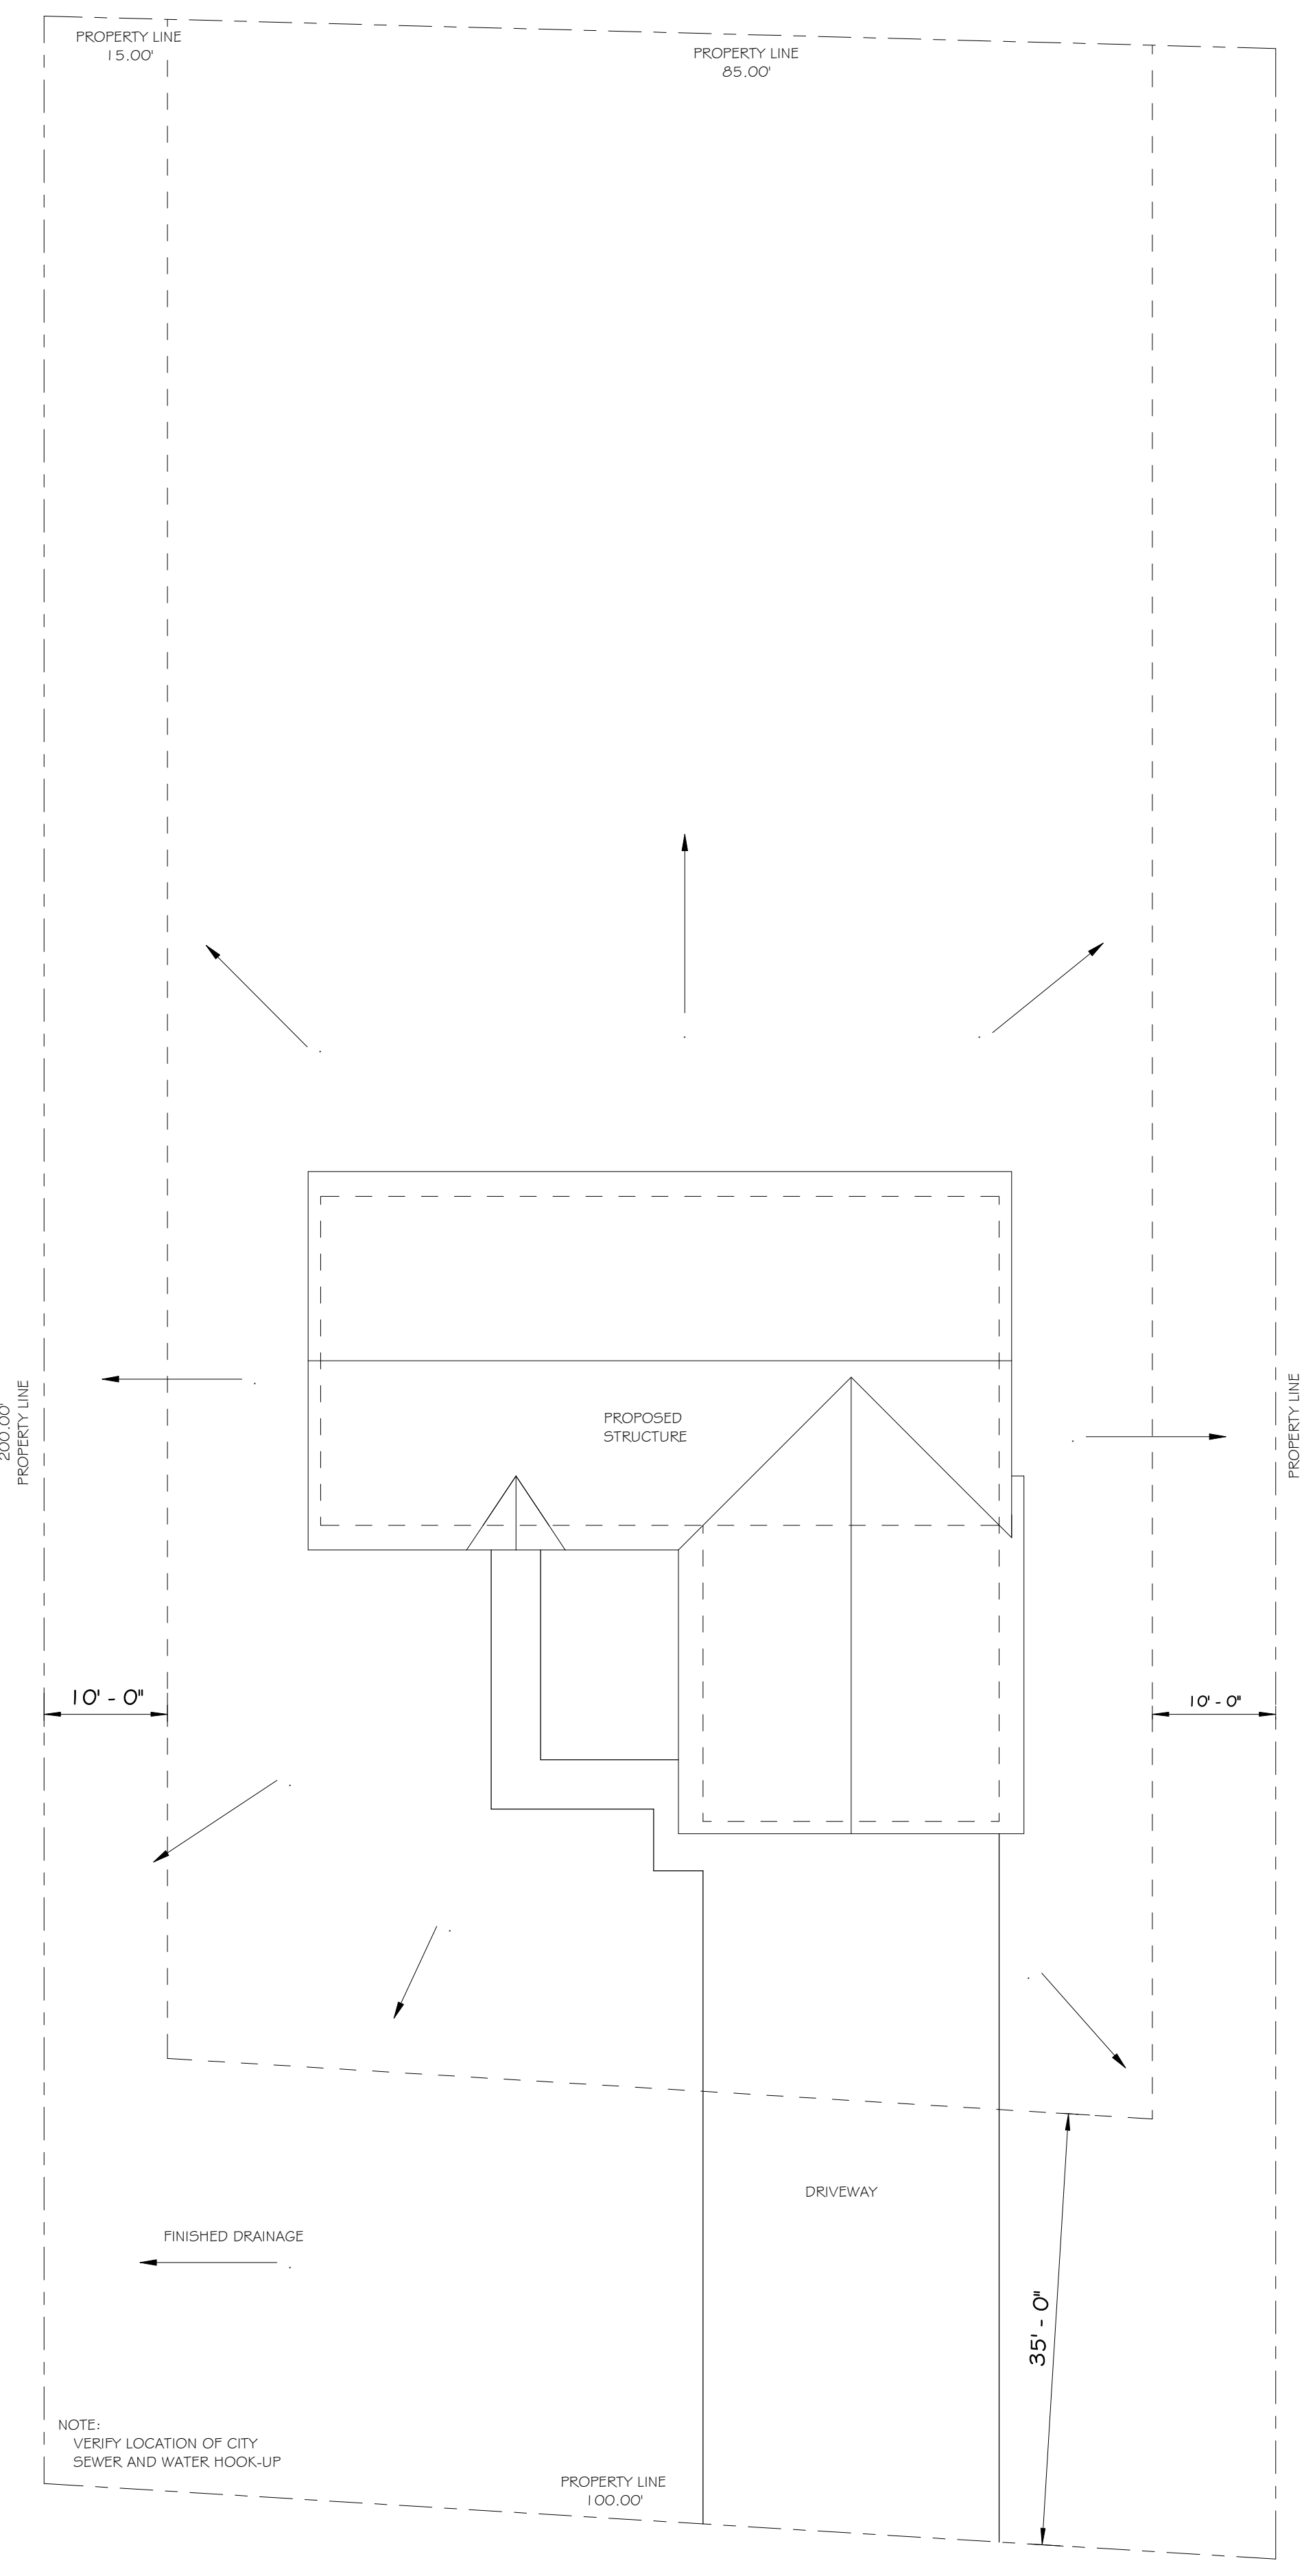 PROPERTY LINE
15.00'
PROPERTY LINE
85.00'
200.00'
PROPERTY LINE
PROPOSED
STRUCTURE
PROPERTY LINE
10' - 0"
10' - 0"
DRIVEWAY
FINISHED DRAINAGE
35' - 0"
NOTE:
VERIFY LOCATION OF CITY
SEWER AND WATER HOOK-UP
PROPERTY LINE
100.00'